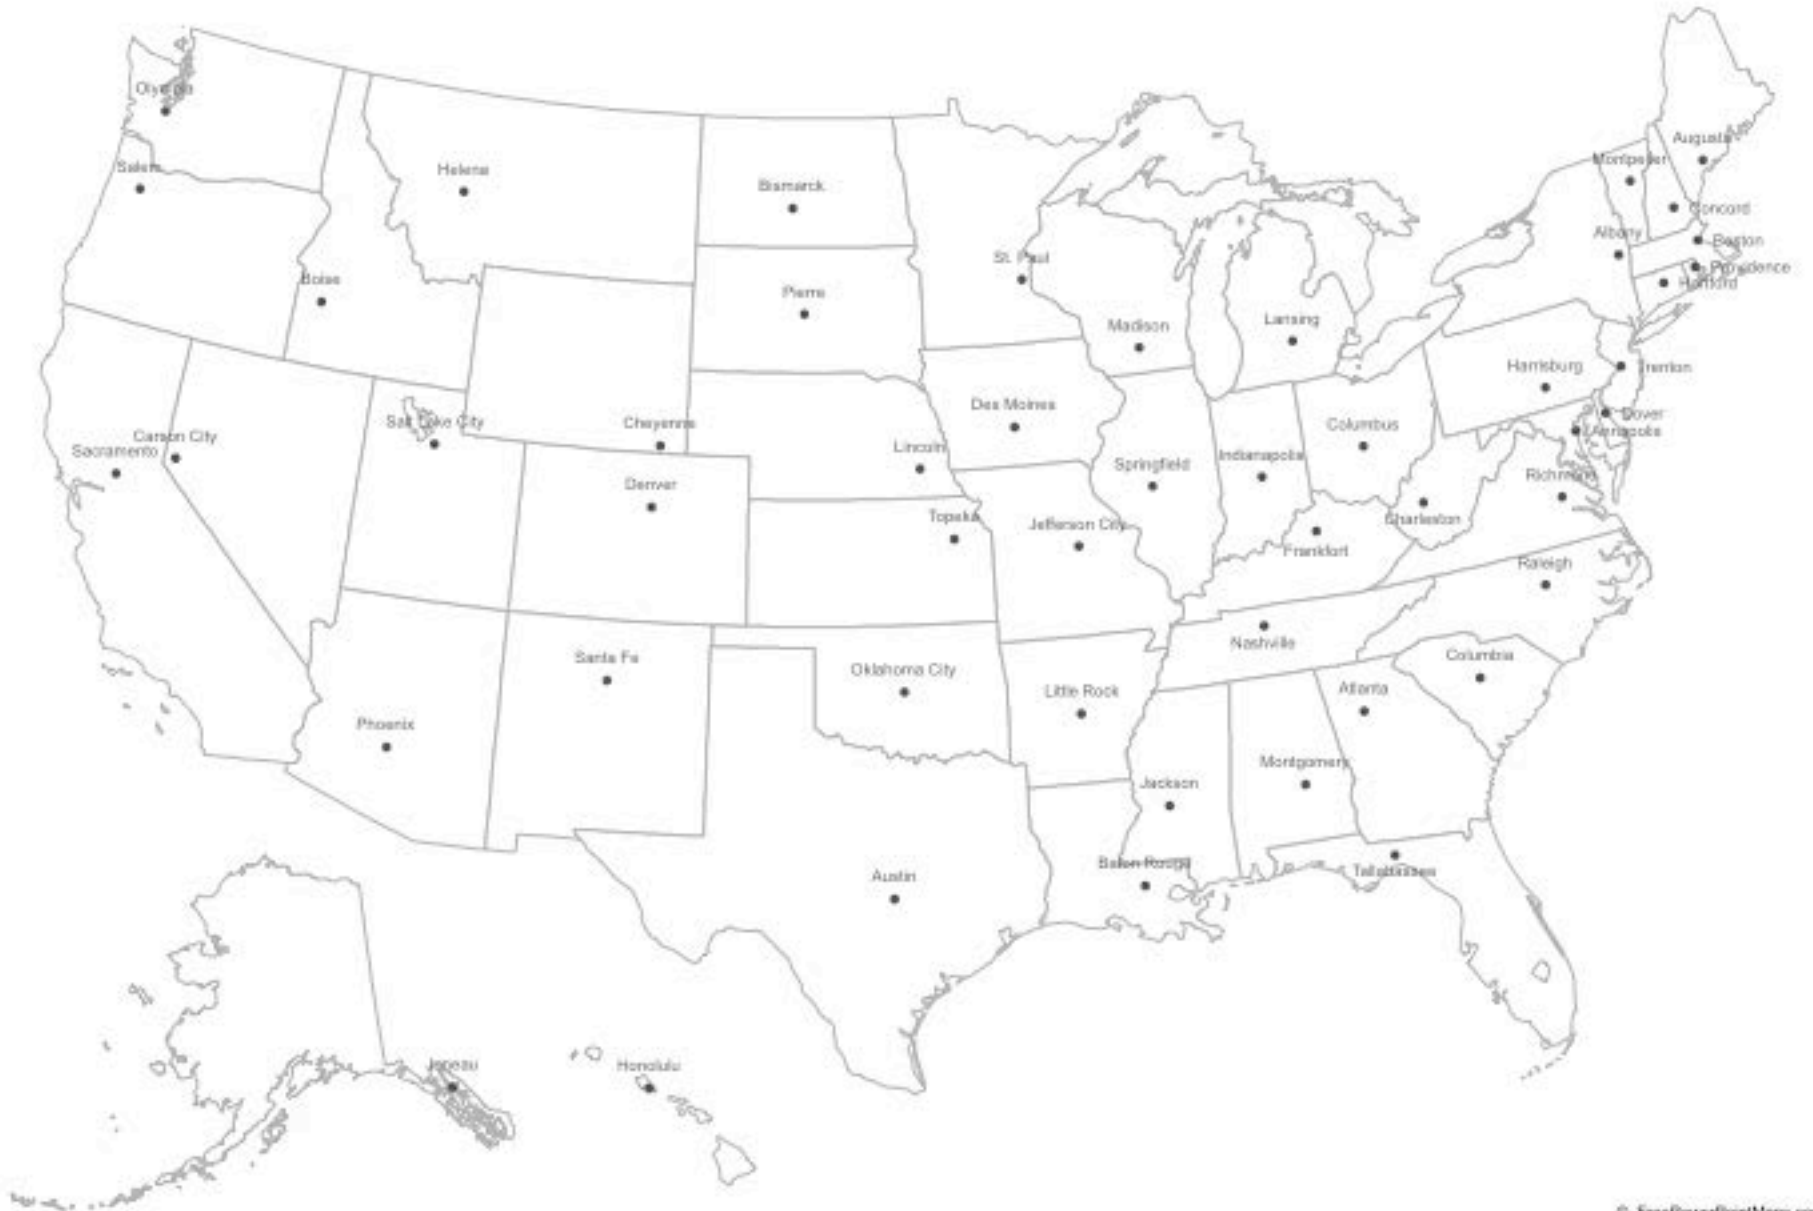 Olympia
Salem
Helena
Bismarck
Boise
Pierre
St. Paul
Madison
Lansing
Montpelier
Augusta
Concord
Albany
Boston
Providence
Hartford
Harrisburg
Trenton
Dover
Annapolis
Sacramento
Carson City
Salt Lake City
Cheyenne
Denver
Lincoln
Des Moines
Topeka
Jefferson City
Springfield
Indianapolis
Columbus
Charleston
Frankfort
Richmond
Raleigh
Nashville
Columbia
Atlanta
Phoenix
Santa Fe
Oklahoma City
Little Rock
Montgomery
Jackson
Baton Rouge
Tallahassee
Austin
Juneau
Honolulu